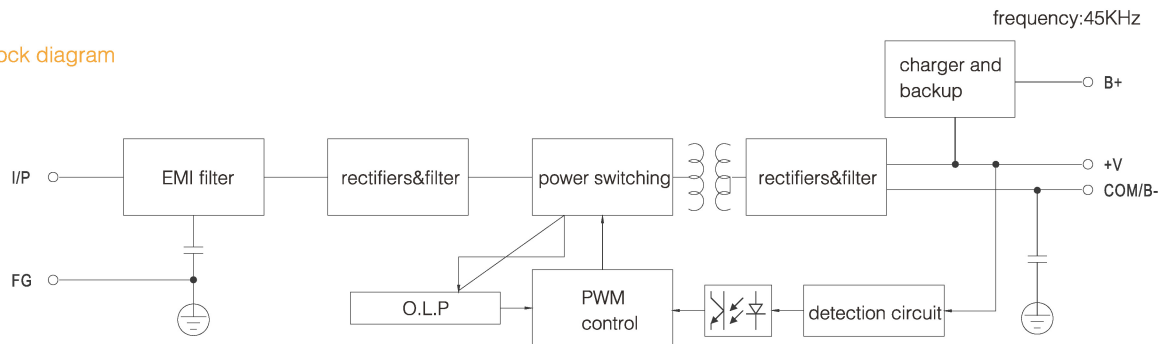 frequency:45KHz
ock diagram
charger and
backup
B+
I/P
EMI filter
rectifiers&filter
power switching
rectifiers&filter
+V
COM/B-
FG
O.L.P
PWM
control
detection circuit